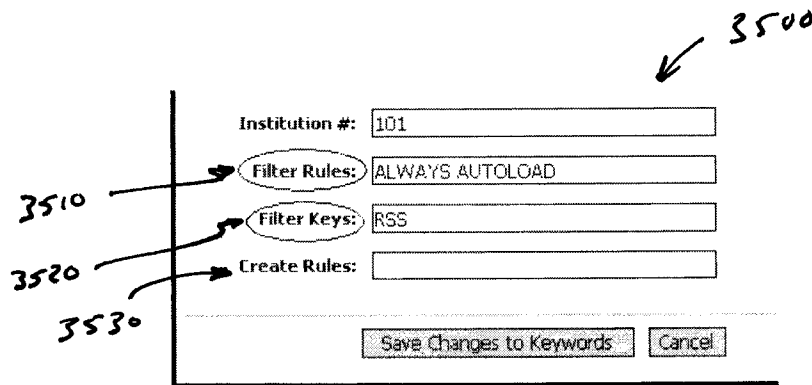 3500
Institution #: 101
3510 Filter Rules: ALWAYS AUTOLOAD
3520 Filter Keys: RSS
3530 Create Rules:
Save Changes to Keywords Cancel